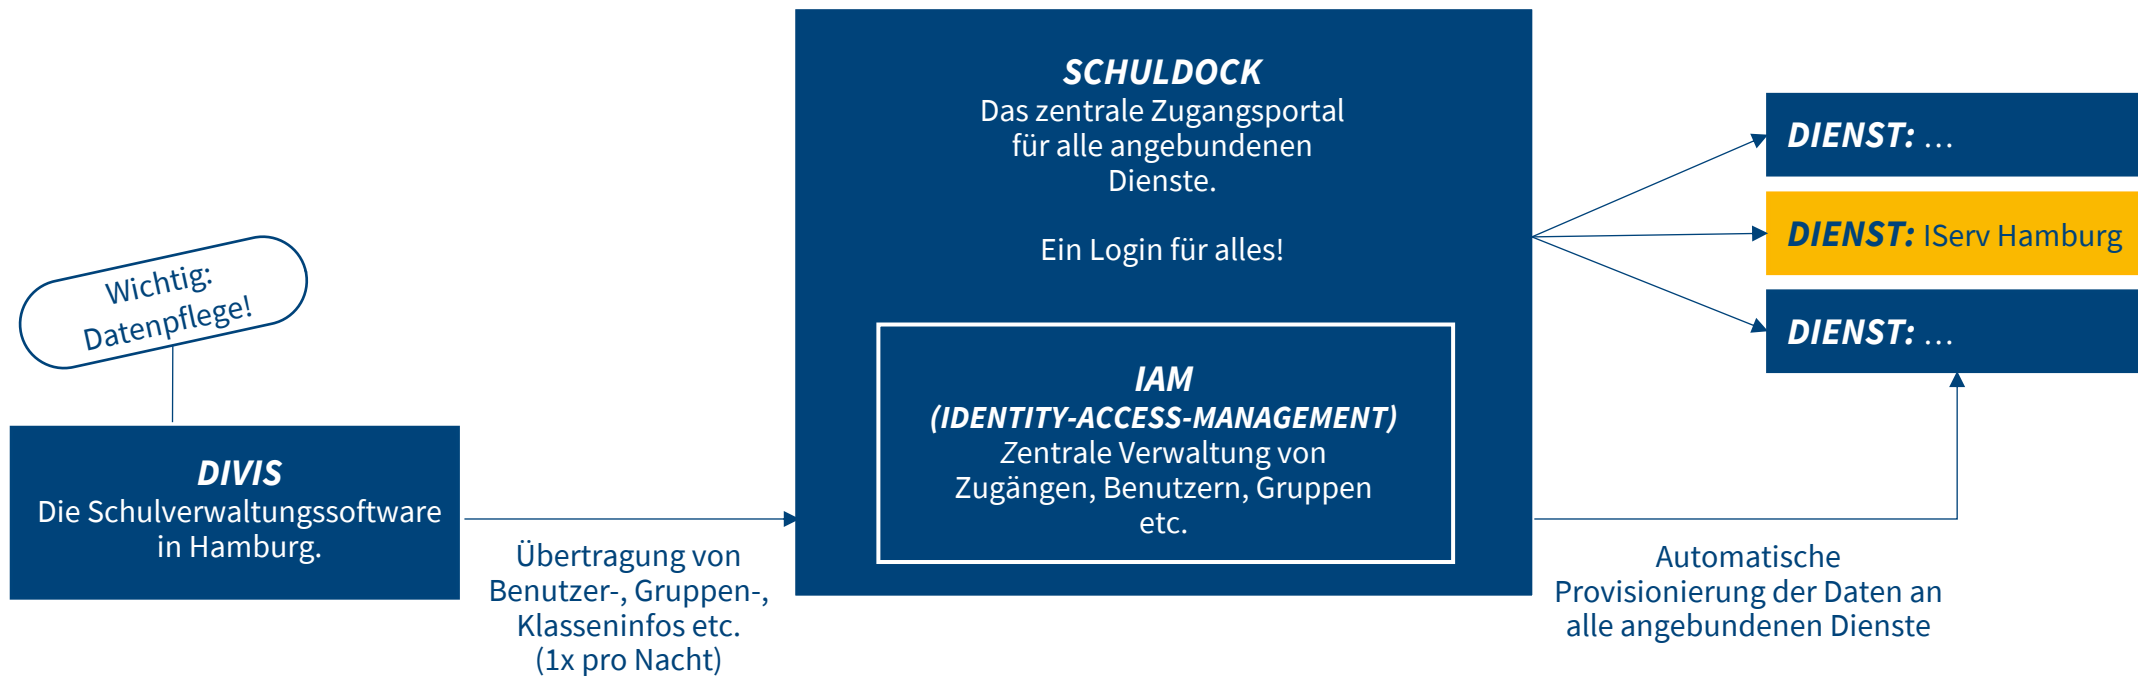 Wichtig:
Datenpflege!
DIVIS
Die Schulverwaltungssoftware
in Hamburg.
Übertragung von
Benutzer-, Gruppen-,
Klasseninfos etc.
(1x pro Nacht)
SCHULDOCK
Das zentrale Zugangsportal
für alle angebundenen
Dienste.
Ein Login für alles!
IAM
(IDENTITY-ACCESS-MANAGEMENT)
Zentrale Verwaltung von
Zugängen, Benutzern, Gruppen
etc.
DIENST: …
DIENST: IServ Hamburg
DIENST: …
Automatische
Provisionierung der Daten an
alle angebundenen Dienste